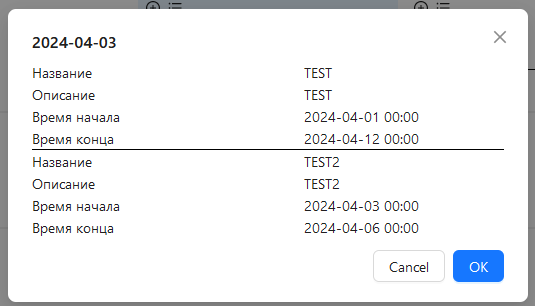 2024-04-03
Название TEST
Описание TEST
Время начала 2024-04-01 00:00
Время конца 2024-04-12 00:00
Название TEST2
Описание TEST2
Время начала 2024-04-03 00:00
Время конца 2024-04-06 00:00
Cancel OK